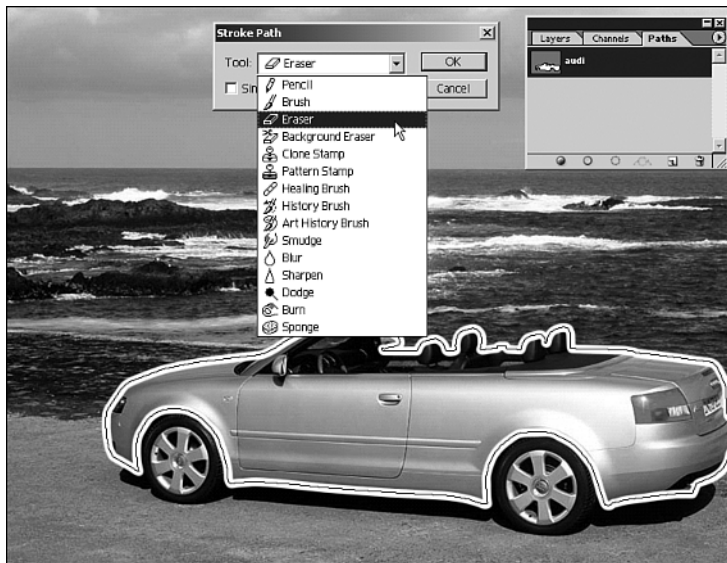 Stroke Path
Tool: Eraser
OK
Sin
Cancel
Pencil
Brush
Eraser
Background Eraser
Clone Stamp
Pattern Stamp
Healing Brush
History Brush
Art History Brush
Smudge
Blur
Sharpen
Dodge
Burn
Sponge
Layers Channels Paths
audi